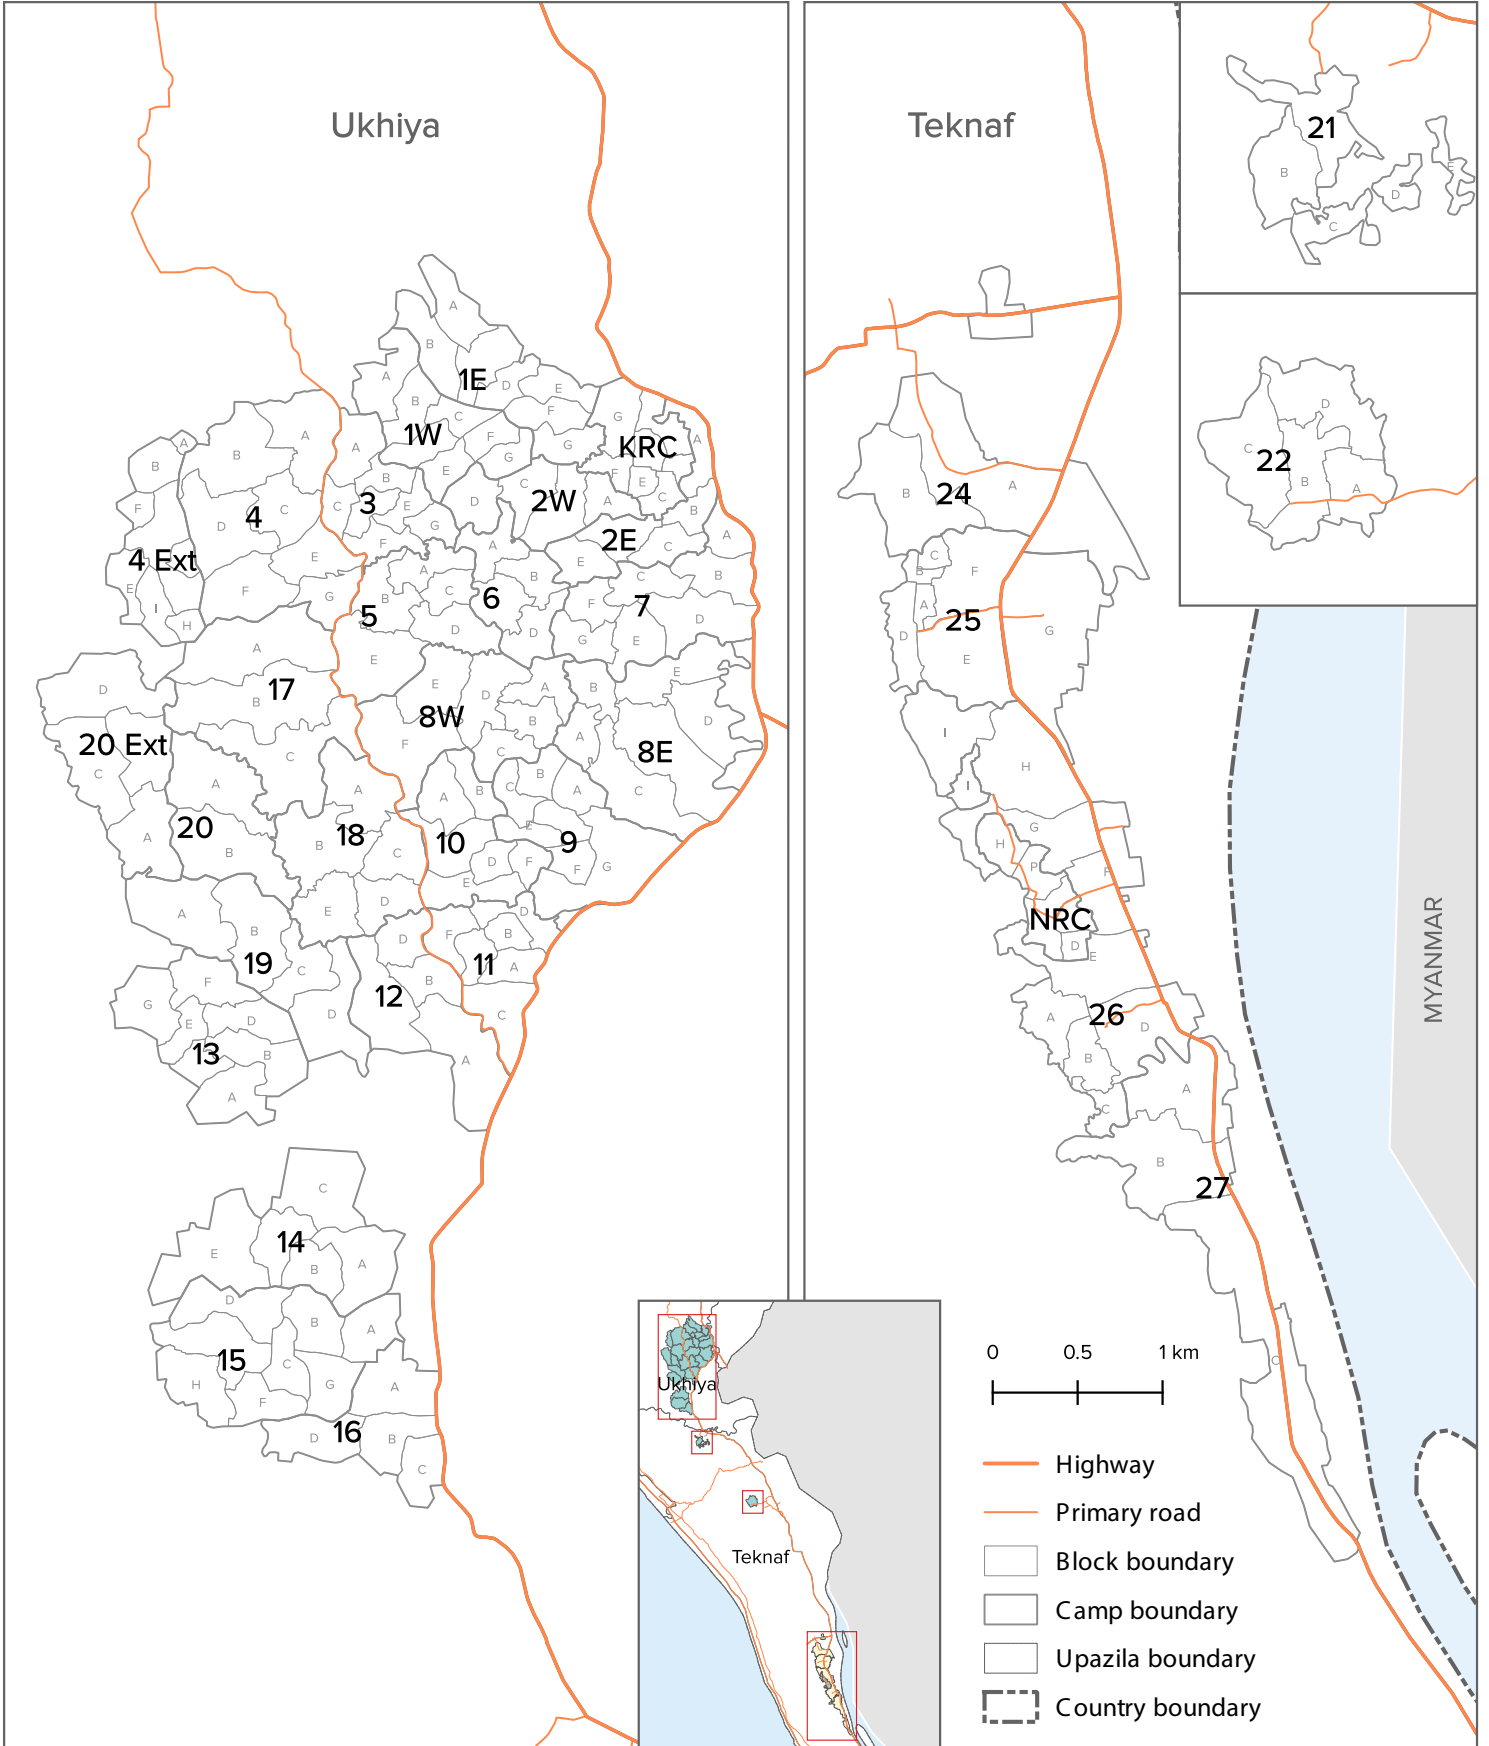 Ukhiya
A
B
1E
D
E
A
B
C
F
G
1W
F
G
G
KRC
A
A
B
A
A
B
B
E
F
E
C
C
2W
A
D
B
3
C
E
G
F
C
D
4
E
F
G
F
4 Ext
E
I
H
2E
C
A
E
A
B
C
B
7
F
D
G
E
A
B
C
D
5
E
6
B
D
A
17
B
C
D
20 Ext
C
A
E
D
A
B
8W
B
C
F
E
D
A
8E
C
A
20
B
A
B
18
C
E
D
A
B
10
D
E
C
B
A
E
9
F
F
G
A
B
19
C
D
D
B
12
A
F
D
B
11
A
C
G
F
E
D
13
B
A
C
14
E
B
A
D
B
A
15
C
H
F
G
A
D
16
B
C
Teknaf
24
B
A
C
B
F
A
25
D
E
G
I
H
I
G
H
P
F
NRC
D
E
A
26
D
B
A
C
B
27
C
21
B
D
E
C
D
C
22
B
A
MYANMAR
Ukhiya
Teknaf
0 0.5 1 km
Highway
Primary road
Block boundary
Camp boundary
Upazila boundary
Country boundary